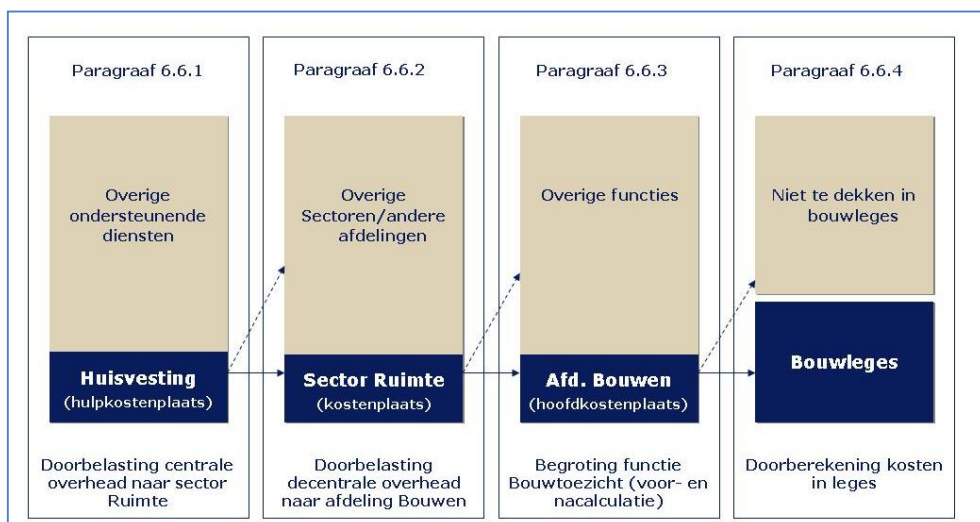 Paragraaf 6.6.1
Overige
ondersteunende
diensten
Huisvesting
(hulpkostenplaats)
Doorbelasting centrale
overhead naar sector
Ruimte
Paragraaf 6.6.2
Overige
Sectoren/andere
afdelingen
Sector Ruimte
(kostenplaats)
Doorbelasting
decentrale overhead
naar afdeling Bouwen
Paragraaf 6.6.3
Overige functies
Afd. Bouwen
(hoofdkostenplaats)
Begroting functie
Bouwtoezicht (voor- en
nacalculatie)
Paragraaf 6.6.4
Niet te dekken in
bouwleges
Bouwleges
Doorberekening kosten
in leges